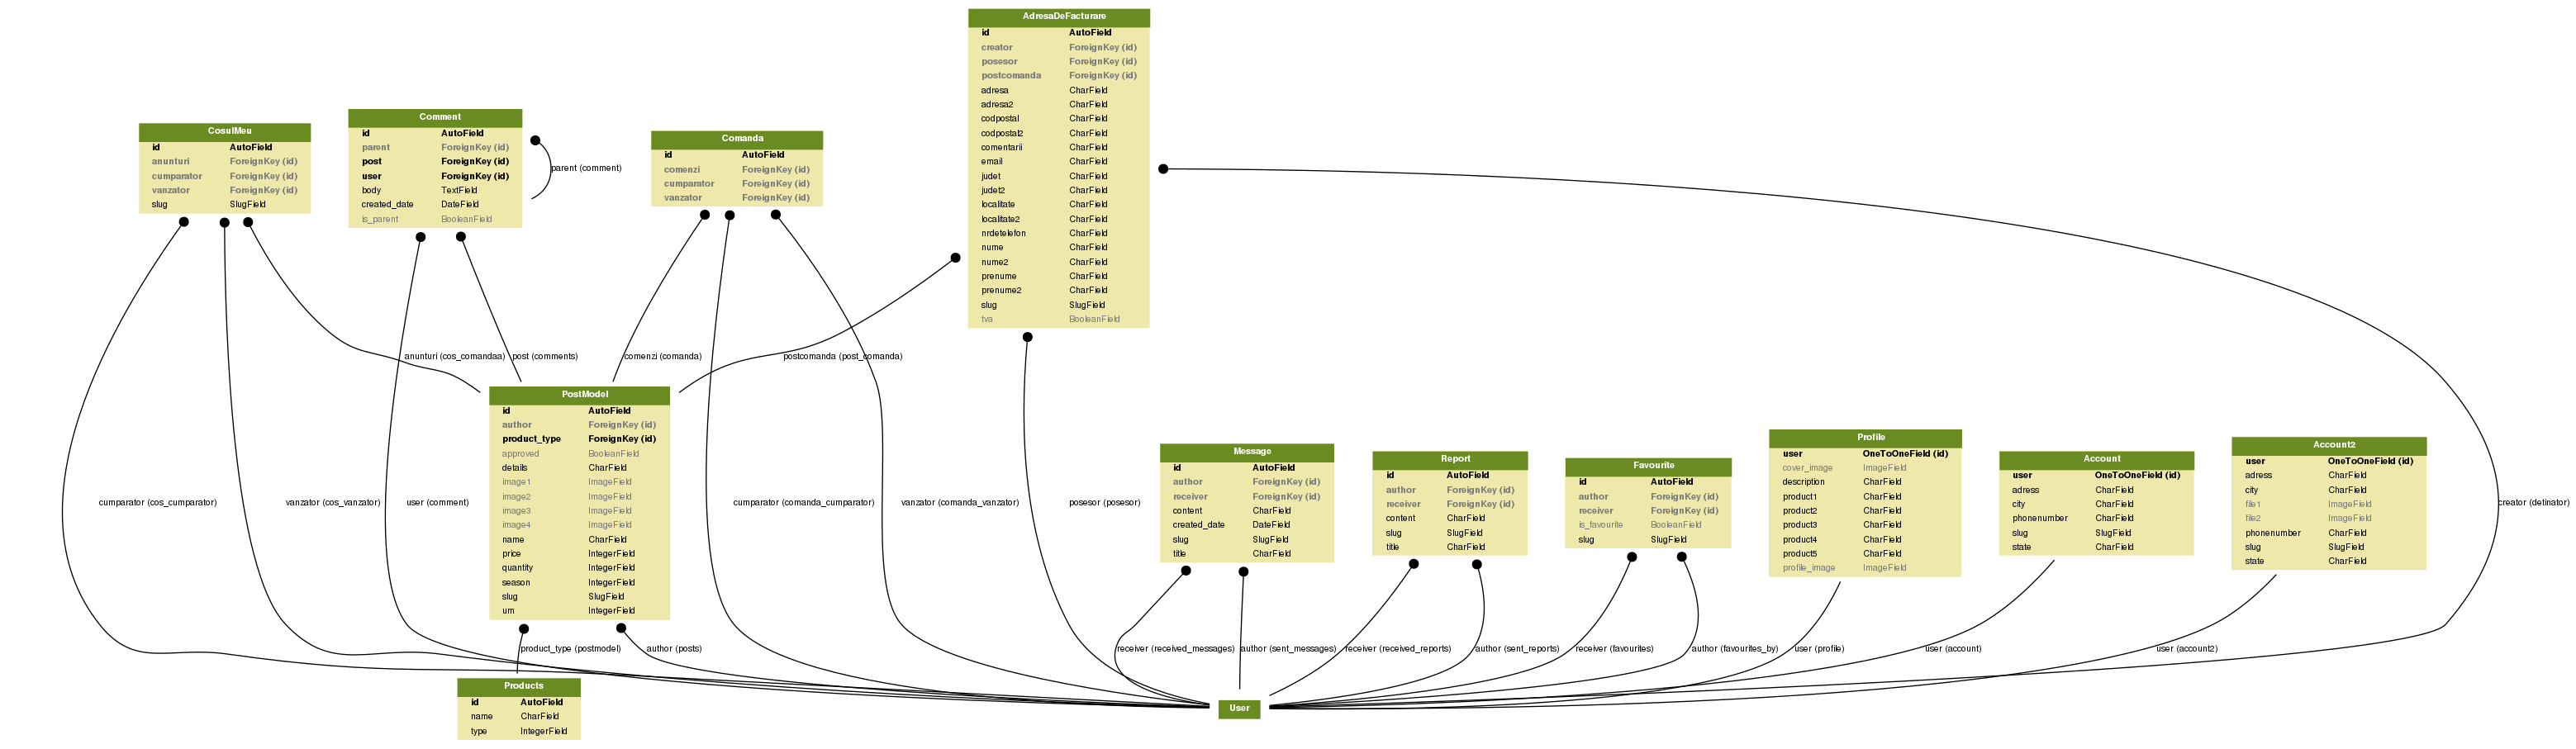 AdresaDeFacturare
id AutoField
creator ForeignKey (id)
posesor ForeignKey (id)
postcomanda ForeignKey (id)
adresa CharField
adresa2 CharField
codpostal CharField
codpostal2 CharField
comentarii CharField
email CharField
judet CharField
judet2 CharField
localitate CharField
localitate2 CharField
nrdetelefon CharField
nume CharField
nume2 CharField
prenume CharField
prenume2 CharField
slug SlugField
tva BooleanField
CosulMeu
id AutoField
anunturi ForeignKey (id)
cumparator ForeignKey (id)
vanzator ForeignKey (id)
slug SlugField
Comment
id AutoField
parent ForeignKey (id)
post ForeignKey (id)
user ForeignKey (id)
body TextField
created_date DateField
is_parent BooleanField
parent (comment)
Comanda
id AutoField
comenzi ForeignKey (id)
cumparator ForeignKey (id)
vanzator ForeignKey (id)
anunturi (cos_comandaa)
post (comments)
comenzi (comanda)
postcomanda (post_comanda)
PostModel
id AutoField
author ForeignKey (id)
product_type ForeignKey (id)
approved BooleanField
details CharField
image1 ImageField
image2 ImageField
image3 ImageField
image4 ImageField
name CharField
price IntegerField
quantity IntegerField
season IntegerField
slug SlugField
um IntegerField
Message
id AutoField
author ForeignKey (id)
receiver ForeignKey (id)
content CharField
created_date DateField
slug SlugField
title CharField
Report
id AutoField
author ForeignKey (id)
receiver ForeignKey (id)
content CharField
slug SlugField
title CharField
Favourite
id AutoField
author ForeignKey (id)
receiver ForeignKey (id)
is_favourite BooleanField
slug SlugField
Profile
user OneToOneField (id)
cover_image ImageField
description CharField
product1 CharField
product2 CharField
product3 CharField
product4 CharField
product5 CharField
profile_image ImageField
Account
user OneToOneField (id)
adress CharField
city CharField
phonenumber CharField
slug SlugField
state CharField
Account2
user OneToOneField (id)
adress CharField
city CharField
file1 ImageField
file2 ImageField
phonenumber CharField
slug SlugField
state CharField
cumparator (cos_cumparator)
vanzator (cos_vanzator)
user (comment)
cumparator (comanda_cumparator)
vanzator (comanda_vanzator)
posesor (posesor)
creator (detinator)
product_type (postmodel)
author (posts)
receiver (received_messages)
author (sent_messages)
receiver (received_reports)
author (sent_reports)
receiver (favourites)
author (favourites_by)
user (profile)
user (account)
user (account2)
Products
id AutoField
name CharField
type IntegerField
User